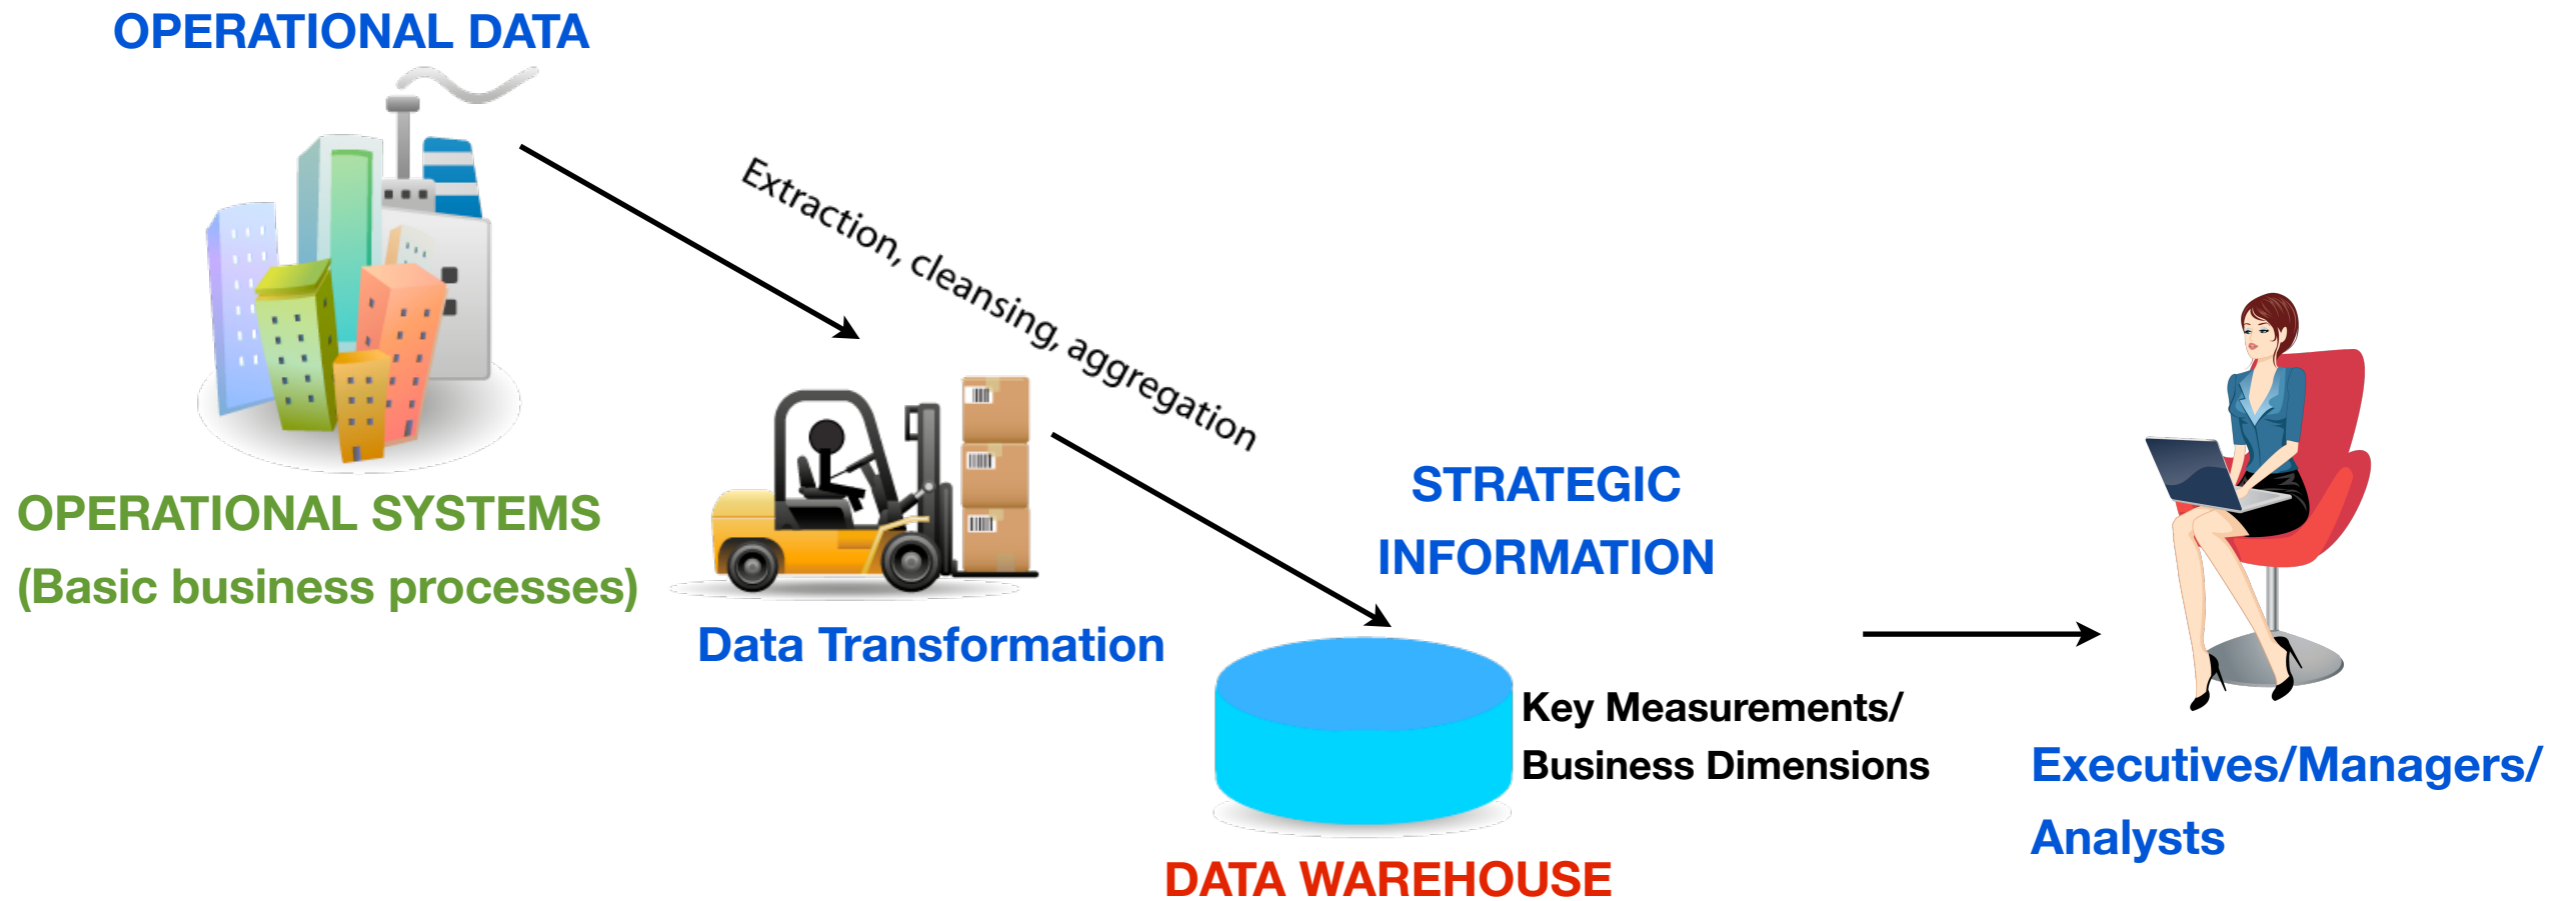 OPERATIONAL DATA
Extraction, cleansing, aggregation
OPERATIONAL SYSTEMS
(Basic business processes)
Data Transformation
STRATEGIC
INFORMATION
Key Measurements/
Business Dimensions
DATA WAREHOUSE
Executives/Managers/
Analysts